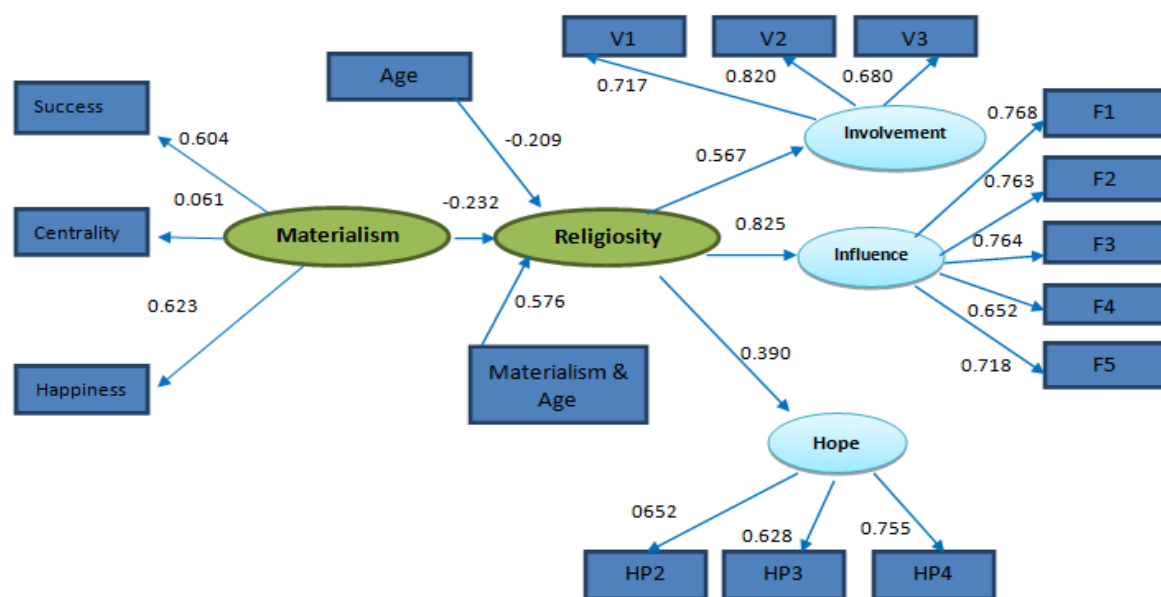 V1
V2
V3
Age
Success
0.717
0.820
0.680
F1
0.768
0.604
-0.209
Involvement
0.567
F2
0.763
0.061
-0.232
Centrality
Materialism
Religiosity
0.825
Influence
0.764
F3
0.623
0.576
0.652
F4
0.390
0.718
F5
Happiness
Materialism &
Age
Hope
0652
0.628
0.755
HP2
HP3
HP4